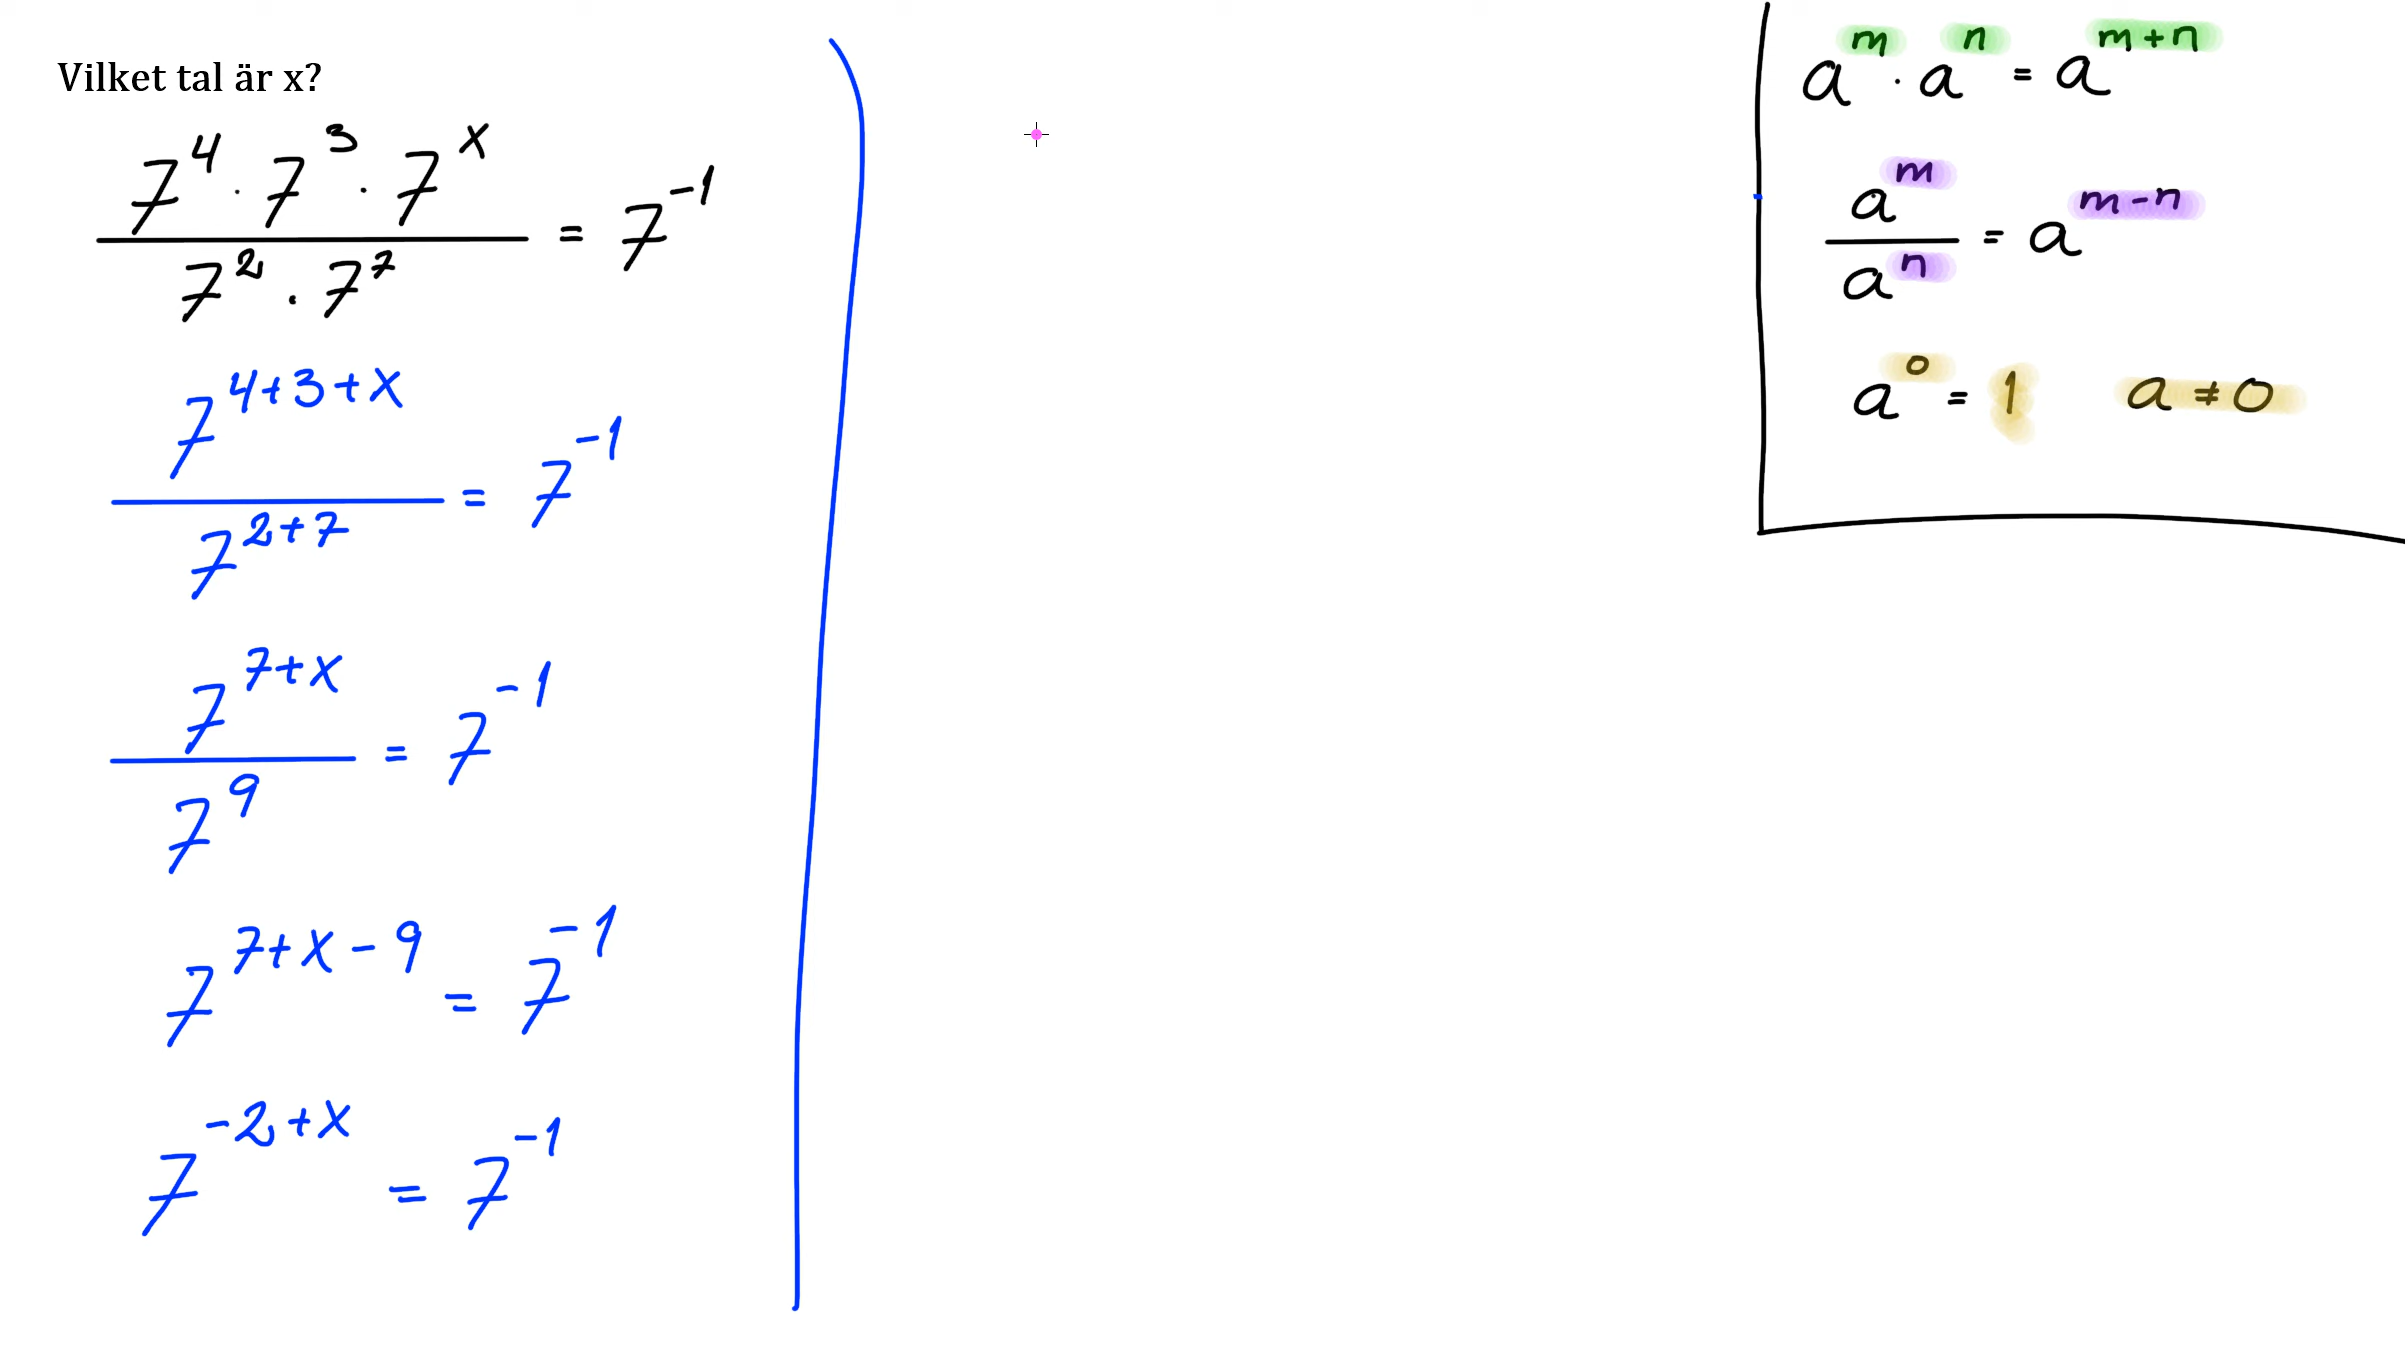 Vilket tal är x?
7^4 · 7^3 · 7^x / 7^2 · 7^7 = 7^-1
7^4+3+x / 7^2+7 = 7^-1
7^7+x / 7^9 = 7^-1
7^7+x-9 = 7^-1
7^-2+x = 7^-1
a^m · a^n = a^m+n
a^m / a^n = a^m-n
a^0 = 1 a ≠ 0